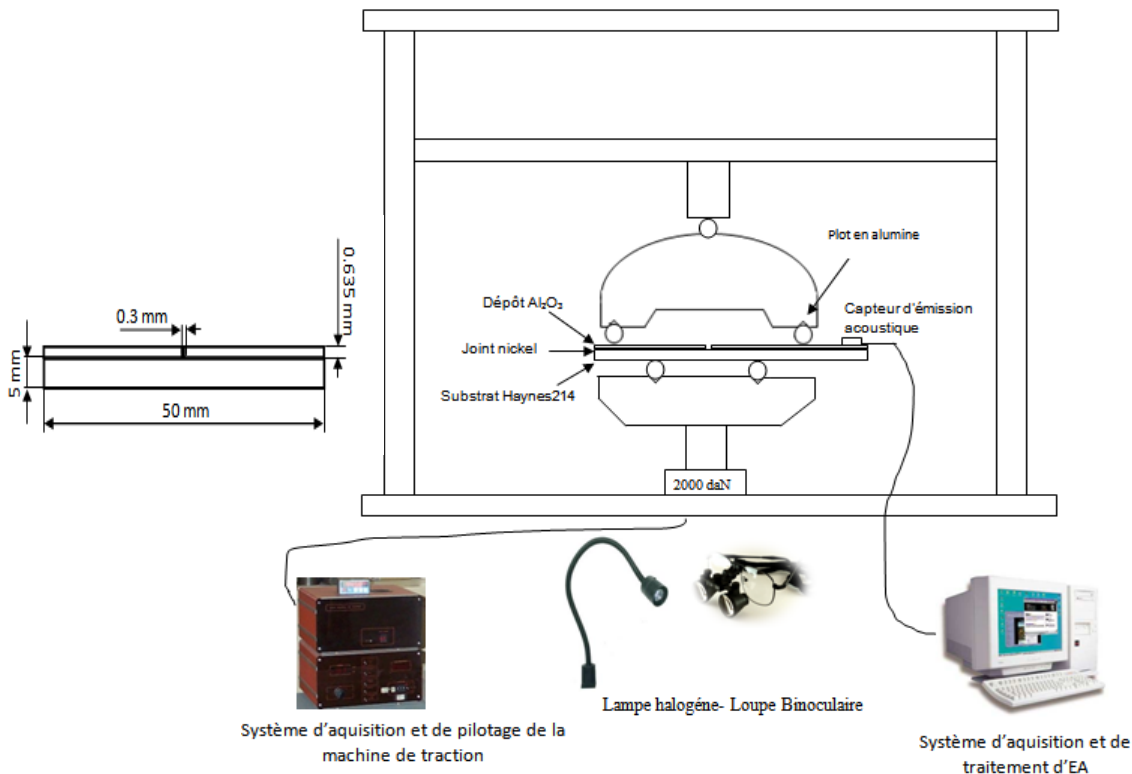 Plot en alumine
0.635 mm
Dépôt Al₂O₂
Capteur d'émission
acoustique
0.3 mm
Joint nickel
5 mm
Substrat Haynes214
50 mm
2000 daN
Lampe halogéne- Loupe Binoculaire
Système d'aquisition et de pilotage de la
machine de traction
Système d'aquisition et de
traitement d'EA